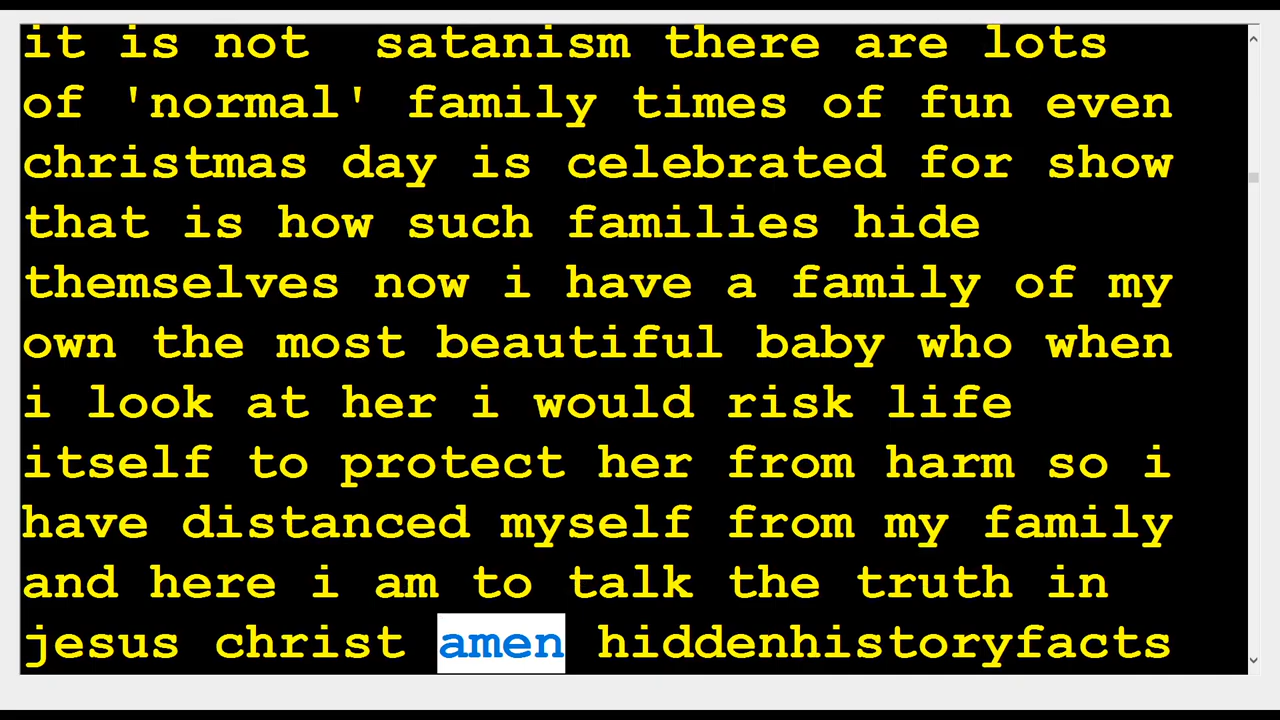 it is not  satanism there are lots
of 'normal' family times of fun even
christmas day is celebrated for show
that is how such families hide
themselves now i have a family of my
own the most beautiful baby who when
i look at her i would risk life
itself to protect her from harm so i
have distanced myself from my family
and here i am to talk the truth in
jesus christ amen hiddenhistoryfacts